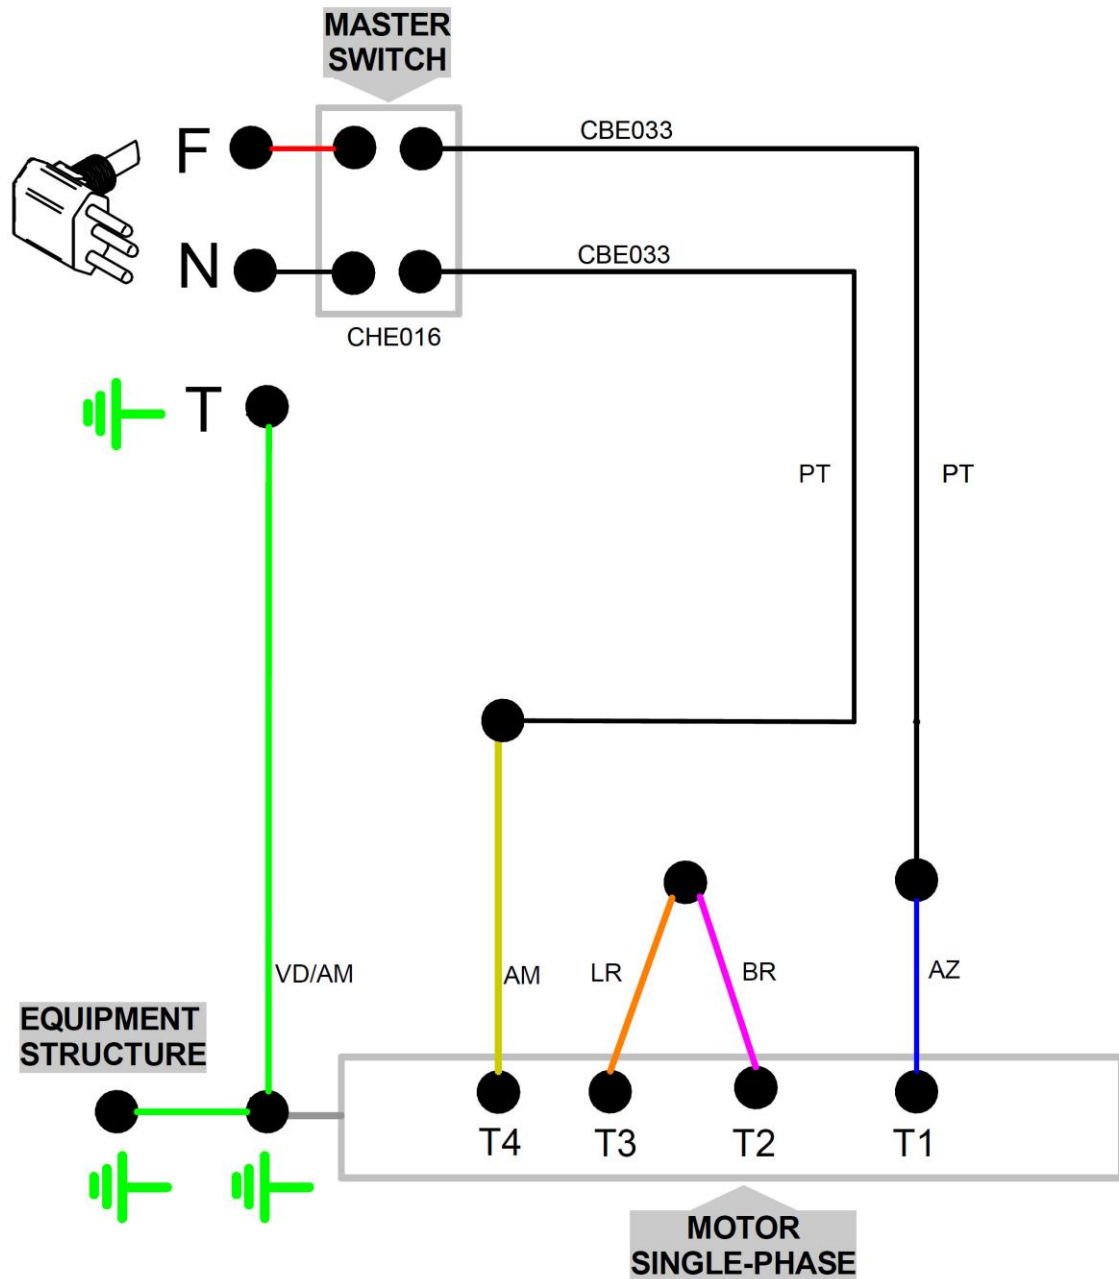 MASTER
SWITCH
F
CBE033
N
CBE033
CHE016
T
PT
PT
VD/AM
AM
LR
BR
AZ
EQUIPMENT
STRUCTURE
T4
T3
T2
T1
MOTOR
SINGLE-PHASE